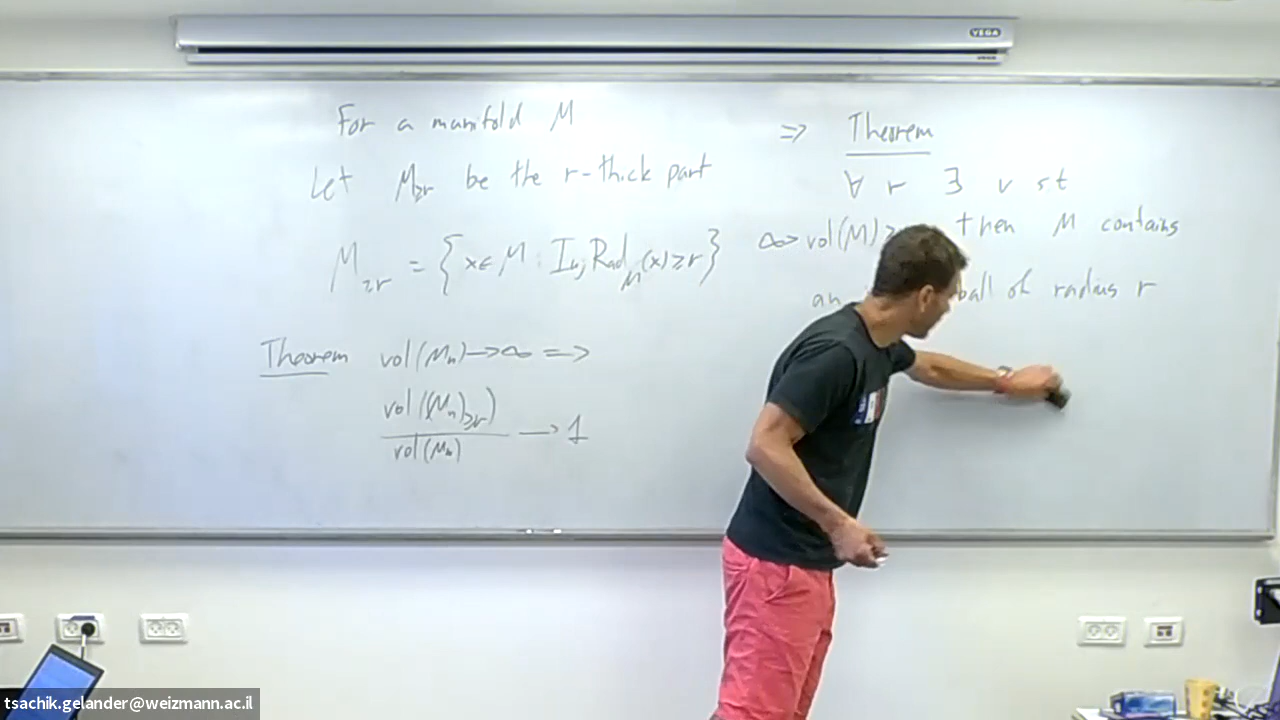 VEGA
For a manifold M
Let M≥r be the r-thick part
M≥r = { x∈M : InjRad_M(x) ≥ r }
Theorem vol(Mn) → ∞ ⇒
vol((Mn)≥r)
vol(Mn) → 1
⇒ Theorem
∀ r ∃ v st
∞ > vol(M) ≥ then M contains
an ball of radius r
tsachik.gelander@weizmann.ac.il